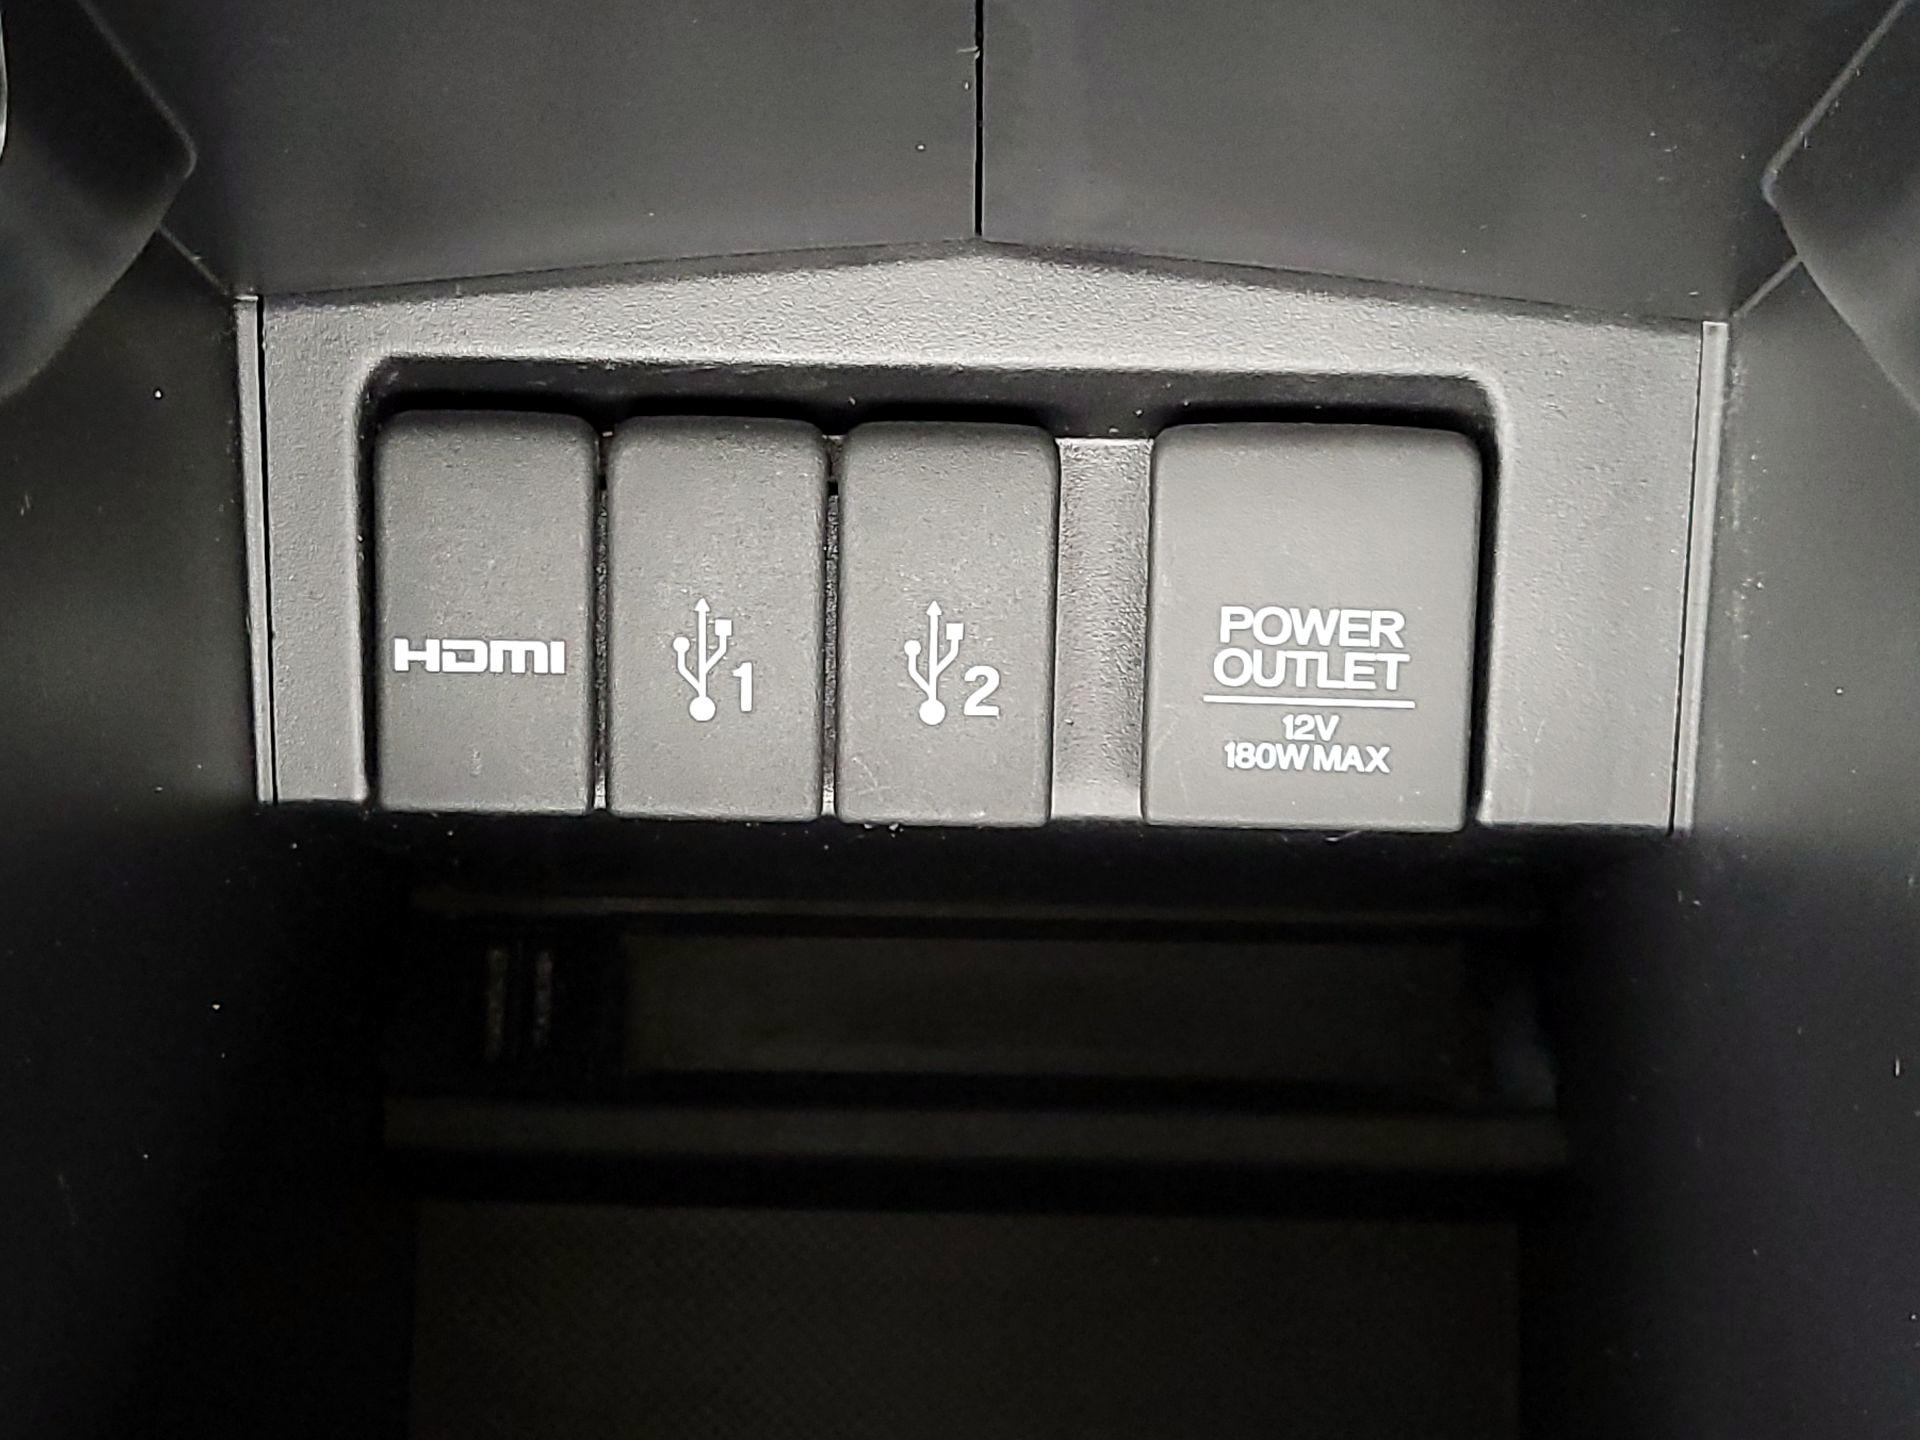 HDMI
1
2
POWER
OUTLET
12V
180W MAX